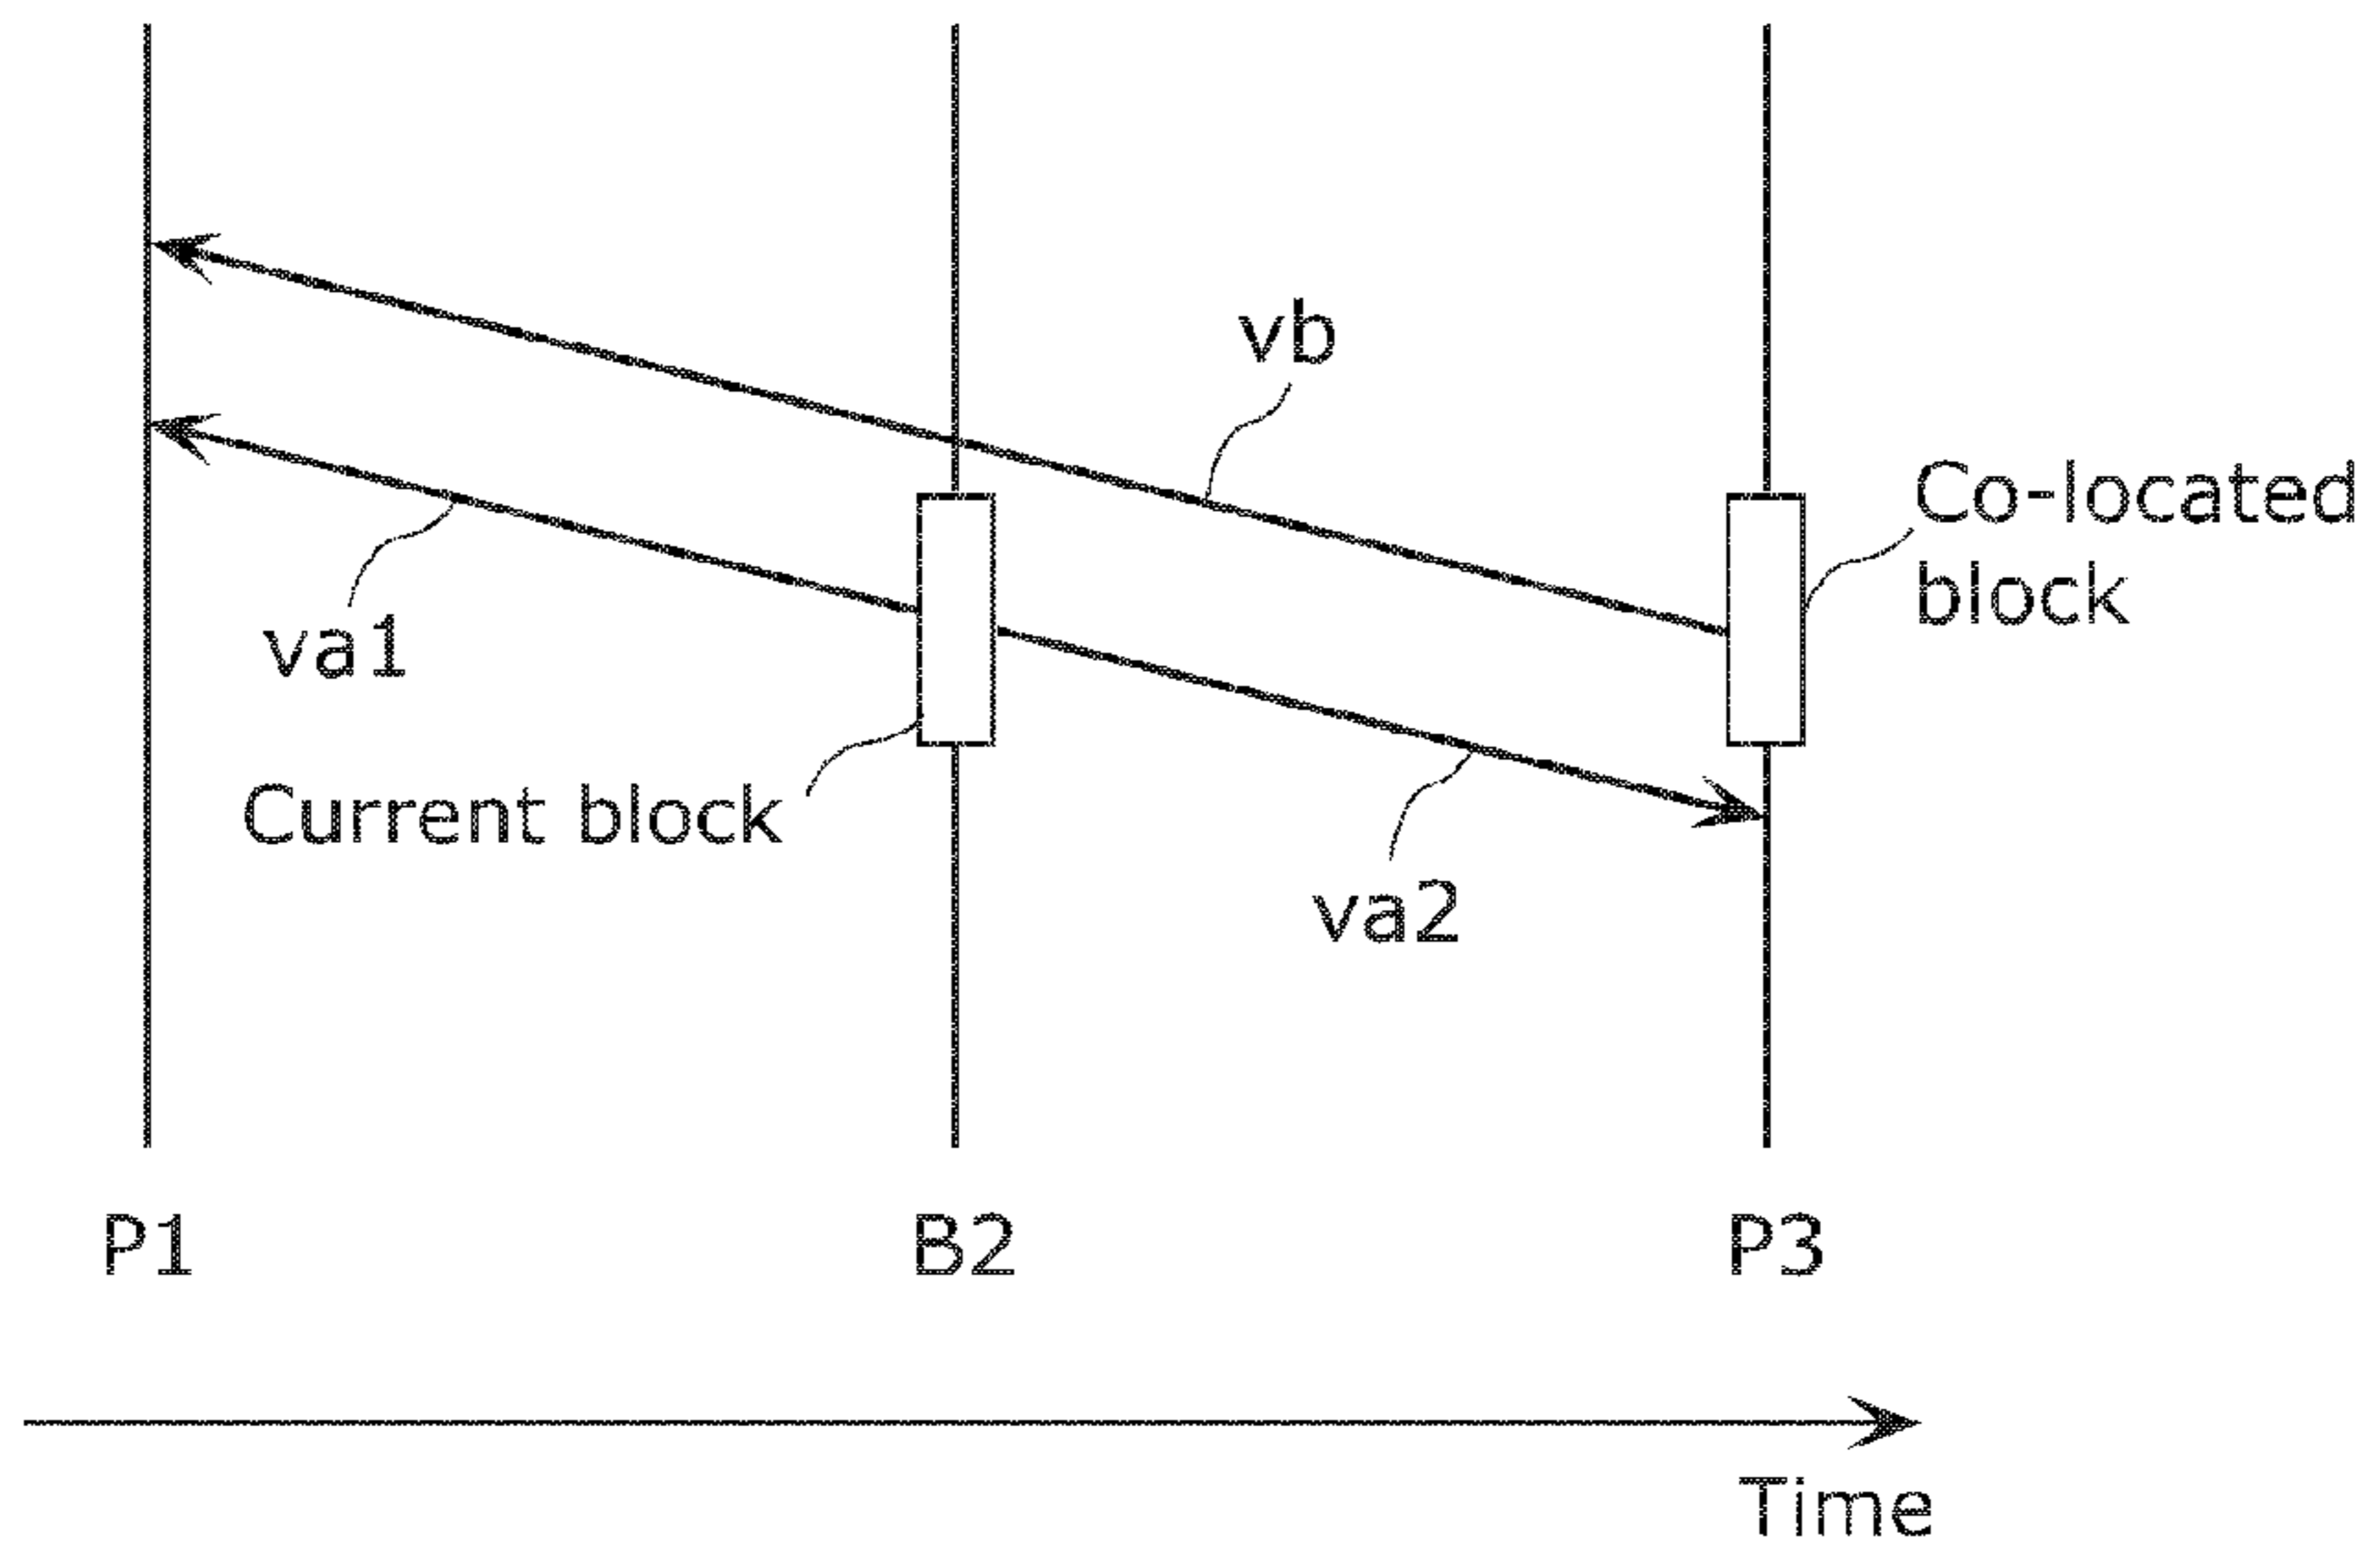 vb
Co-located
block
va1
Current block
va2
P1
B2
P3
Time